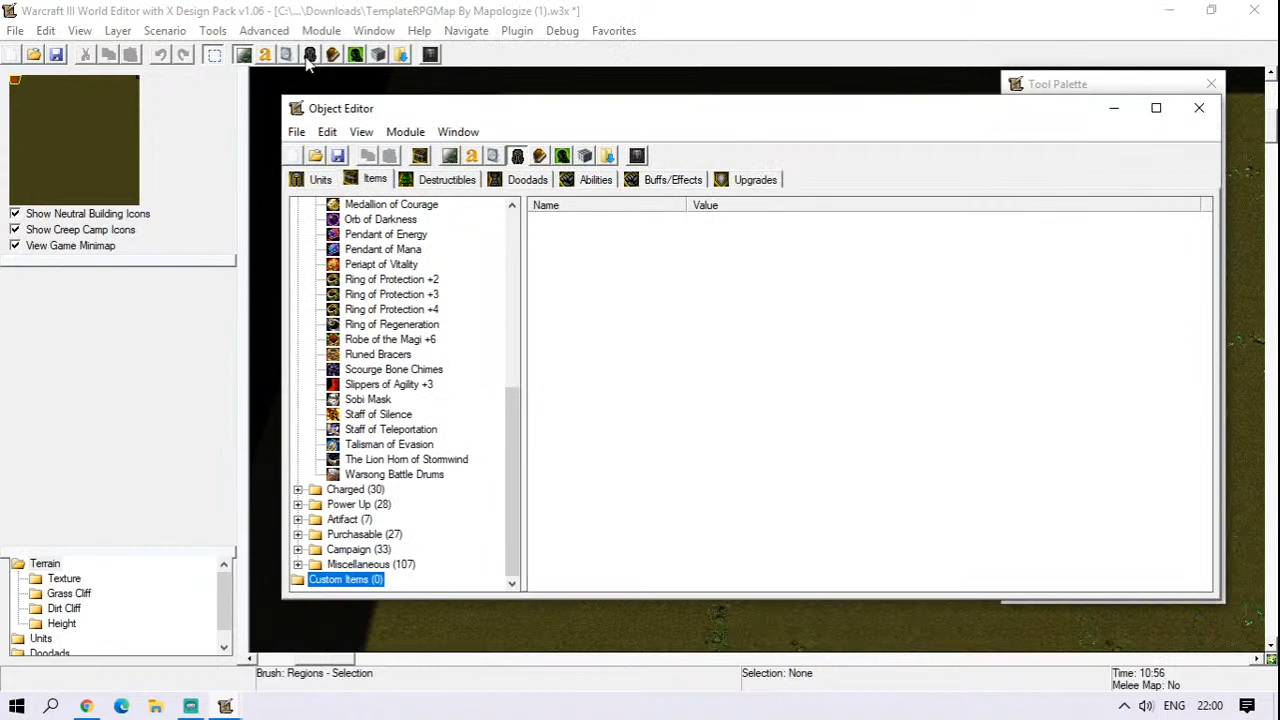 Warcraft III World Editor with X Design Pack v1.06 - [C:\...\Downloads\TemplateRPGMap By Mapologize (1).w3x *]
File Edit View Layer Scenario Tools Advanced Module Window Navigate Plugin Debug Favorites
Tool Palette
Object Editor
File Edit View Module Window
Units Items Destructibles Doodads Abilities Buffs/Effects Upgrades
Show Neutral Building Icons
Show Creep Camp Icons
View Game Minimap
Name Value
Medallion of Courage
Orb of Darkness
Pendant of Energy
Pendant of Mana
Periapt of Vitality
Ring of Protection +2
Ring of Protection +3
Ring of Protection +4
Ring of Regeneration
Robe of the Magi +6
Runed Bracers
Scourge Bone Chimes
Slippers of Agility +3
Sobi Mask
Staff of Silence
Staff of Teleportation
Talisman of Evasion
The Lion Horn of Stormwind
Warsong Battle Drums
Charged (30)
Power Up (28)
Artifact (7)
Purchasable (27)
Campaign (33)
Miscellaneous (107)
Custom Items (0)
Terrain
Texture
Grass Cliff
Dirt Cliff
Height
Units
Doodads
Brush: Regions - Selection
Selection: None
Time: 10:56
Melee Map: No
ENG 22:00